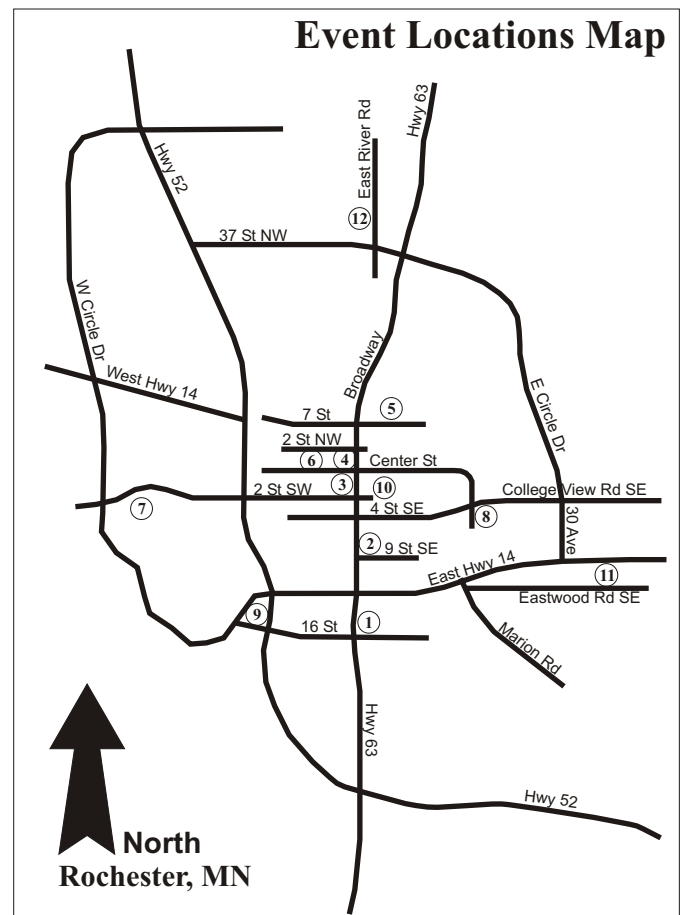 Event Locations Map
Hwy 63
East River Rd
Hwy 52
12
37 St NW
W Circle Dr
Broadway
West Hwy 14
E Circle Dr
5
7 St
2 St NW
6
4
Center St
3
10
2 St SW
7
College View Rd SE
4 St SE
8
30 Ave
2
9 St SE
East Hwy 14
11
Eastwood Rd SE
9
16 St
1
Marion Rd
Hwy 63
Hwy 52
North
Rochester, MN